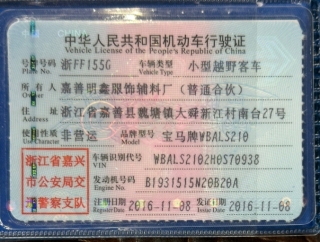 中华人民共和国机动车行驶证
Vehicle License of the People's Republic of China
号牌号码 浙FF155G 车辆类型 小型越野客车
Plate No. Vehicle Type
所有人 嘉善明鑫服饰辅料厂（普通合伙）
Owner
住址 浙江省嘉善县魏塘镇大舜新江村南台27号
Address
使用性质 非营运 品牌型号 宝马牌WBAL5210
Use Character Model
浙江省嘉兴市公安局交
车辆识别代号 WBAL52102H0S70938
VIN
发动机号码 B1931515N20B20A
Engine No.
警察支队
注册日期 2016-11-08 发证日期 2016-11-08
Register Date Issue Date